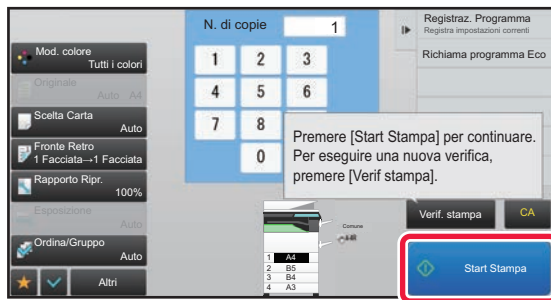 N. di copie 1
Registraz. Programma
Registra impostazioni correnti
Richiama programma Eco
Mod. colore
Tutti i colori
Originale
Auto A4
Scelta Carta
Auto
Fronte Retro
1 Facciata→1 Facciata
Rapporto Ripr.
100%
Esposizione
Auto
Ordina/Gruppo
Auto
Altri
1 2 3
4 5 6
7 8
0
Premere [Start Stampa] per continuare.
Per eseguire una nuova verifica,
premere [Verif stampa].
Comune
A4R
1 A4
2 B5
3 B4
4 A3
Verif. stampa
CA
Start Stampa